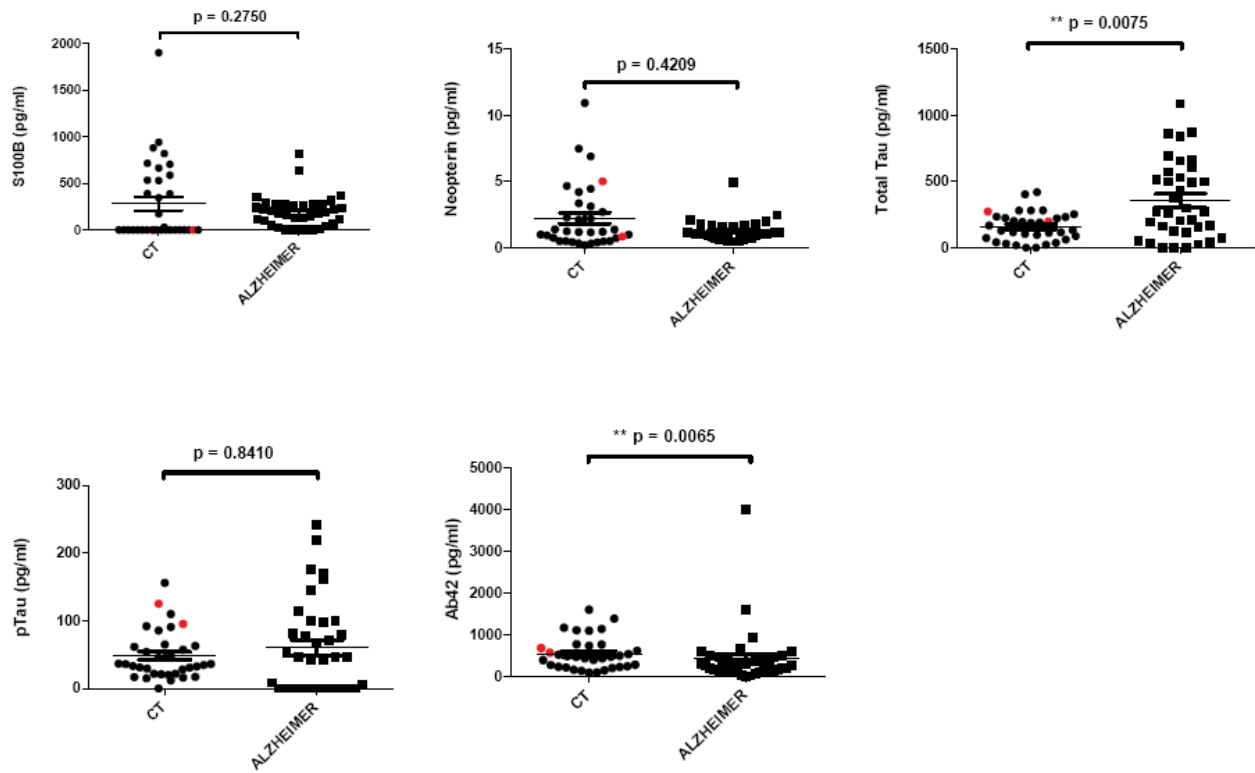 p = 0.2750
2000
1500
1000
500
0
S100B (pg/ml)
CT
ALZHEIMER
p = 0.4209
15
10
5
0
Neopterin (pg/ml)
CT
ALZHEIMER
** p = 0.0075
1500
1000
500
0
Total Tau (pg/ml)
CT
ALZHEIMER
p = 0.8410
300
200
100
0
pTau (pg/ml)
CT
ALZHEIMER
** p = 0.0065
5000
4000
3000
2000
1000
0
Ab42 (pg/ml)
CT
ALZHEIMER